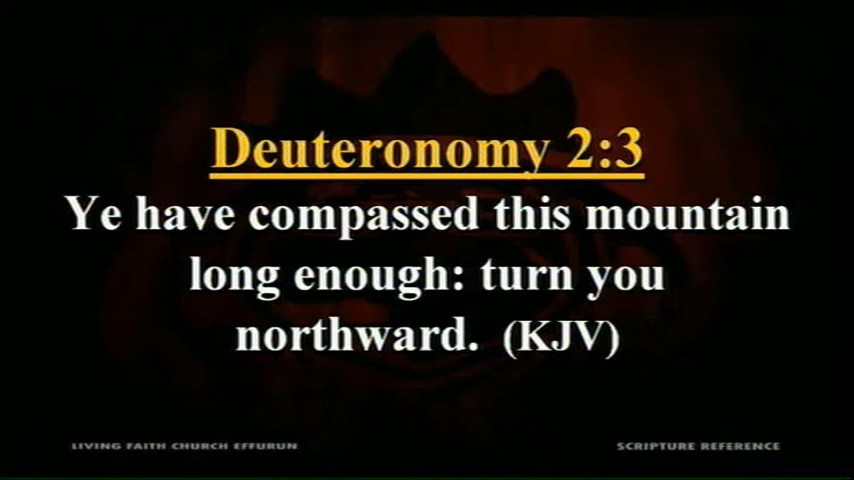 Deuteronomy 2:3
Ye have compassed this mountain
long enough: turn you
northward. (KJV)
LIVING FAITH CHURCH EFFURUN
SCRIPTURE REFERENCE